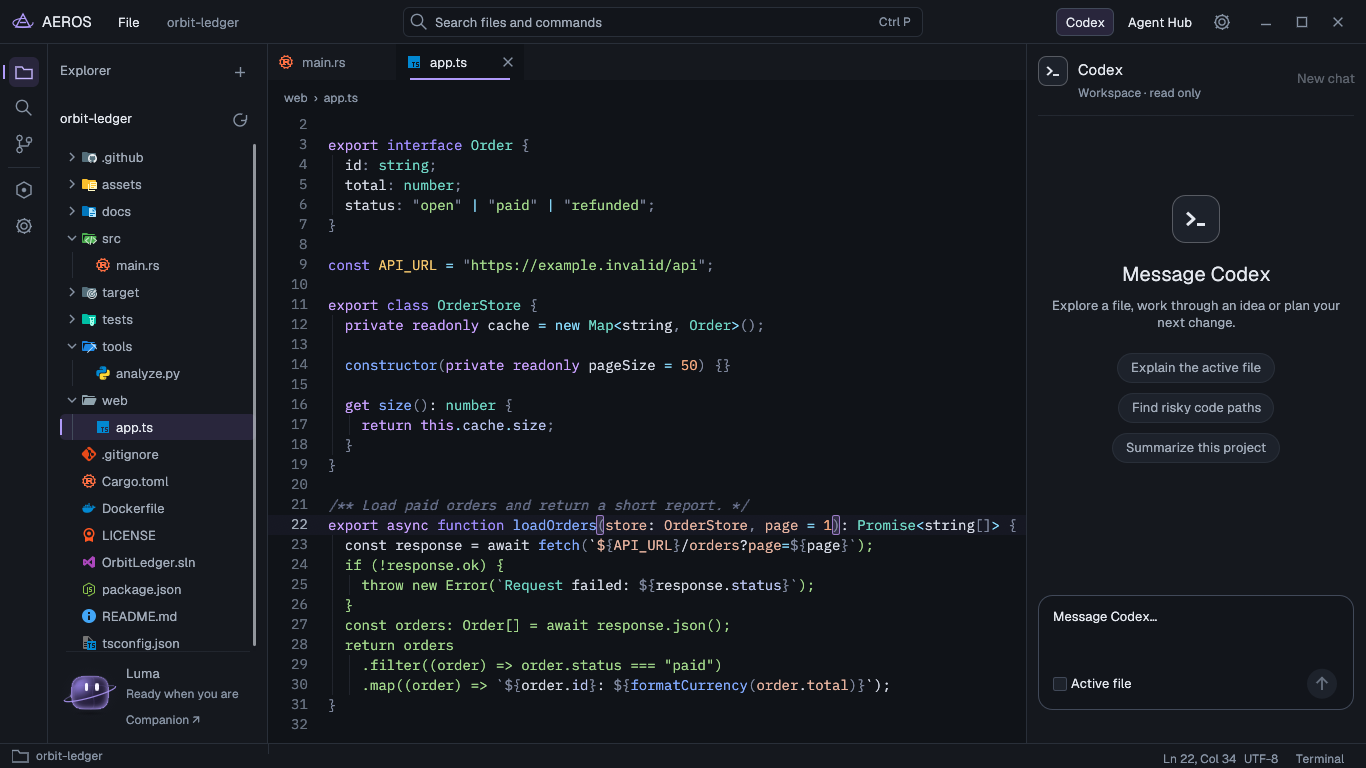 AEROS File orbit-ledger Search files and commands Ctrl P Codex Agent Hub
Explorer +
orbit-ledger
.github
assets
docs
src
main.rs
target
tests
tools
analyze.py
web
app.ts
.gitignore
Cargo.toml
Dockerfile
LICENSE
OrbitLedger.sln
package.json
README.md
tsconfig.json
Luma
Ready when you are
Companion ↗
main.rs app.ts
web › app.ts
2
3 export interface Order {
4 id: string;
5 total: number;
6 status: "open" | "paid" | "refunded";
7 }
8
9 const API_URL = "https://example.invalid/api";
10
11 export class OrderStore {
12 private readonly cache = new Map<string, Order>();
13
14 constructor(private readonly pageSize = 50) {}
15
16 get size(): number {
17 return this.cache.size;
18 }
19 }
20
21 /** Load paid orders and return a short report. */
22 export async function loadOrders(store: OrderStore, page = 1): Promise<string[]> {
23 const response = await fetch(`${API_URL}/orders?page=${page}`);
24 if (!response.ok) {
25 throw new Error(`Request failed: ${response.status}`);
26 }
27 const orders: Order[] = await response.json();
28 return orders
29 .filter((order) => order.status === "paid")
30 .map((order) => `${order.id}: ${formatCurrency(order.total)}`);
31 }
32
Codex
Workspace · read only
New chat
Message Codex
Explore a file, work through an idea or plan your
next change.
Explain the active file
Find risky code paths
Summarize this project
Message Codex…
Active file
orbit-ledger Ln 22, Col 34 UTF-8 Terminal